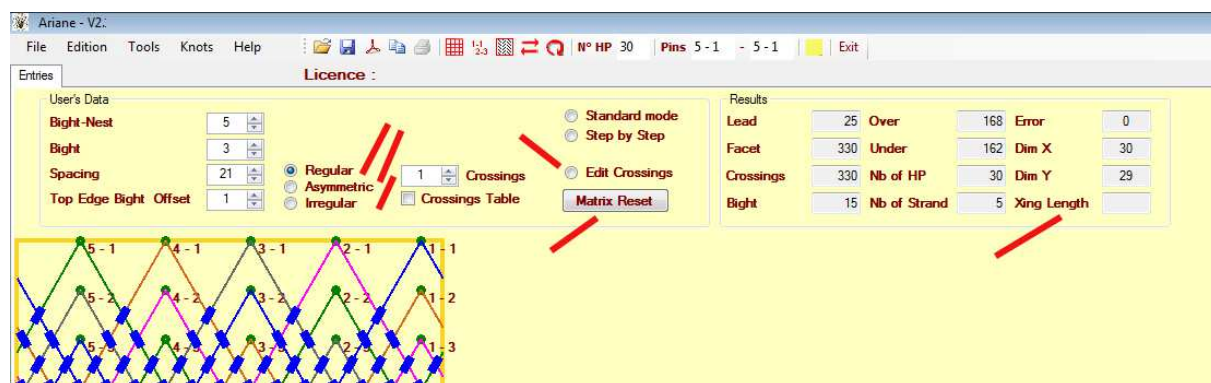 Ariane - V2.
File Edition Tools Knots Help 1-1 2-3 N° HP 30 Pins 5 - 1 - 5 - 1 Exit
Entries Licence :
User's Data Results
Bight-Nest 5 Standard mode Lead 25 Over 168 Error 0
Bight 3 Step by Step Facet 330 Under 162 Dim X 30
Spacing 21 Regular 1 Crossings Edit Crossings Crossings 330 Nb of HP 30 Dim Y 29
Asymmetric
Top Edge Bight Offset 1 Irregular Crossings Table Matrix Reset Bight 15 Nb of Strand 5 Xing Length
5 - 1 4 - 1 3 - 1 2 - 1 1 - 1
5 - 2 4 - 2 3 - 2 2 - 2 1 - 2
5 - 3 4 - 3 3 - 3 2 - 3 1 - 3